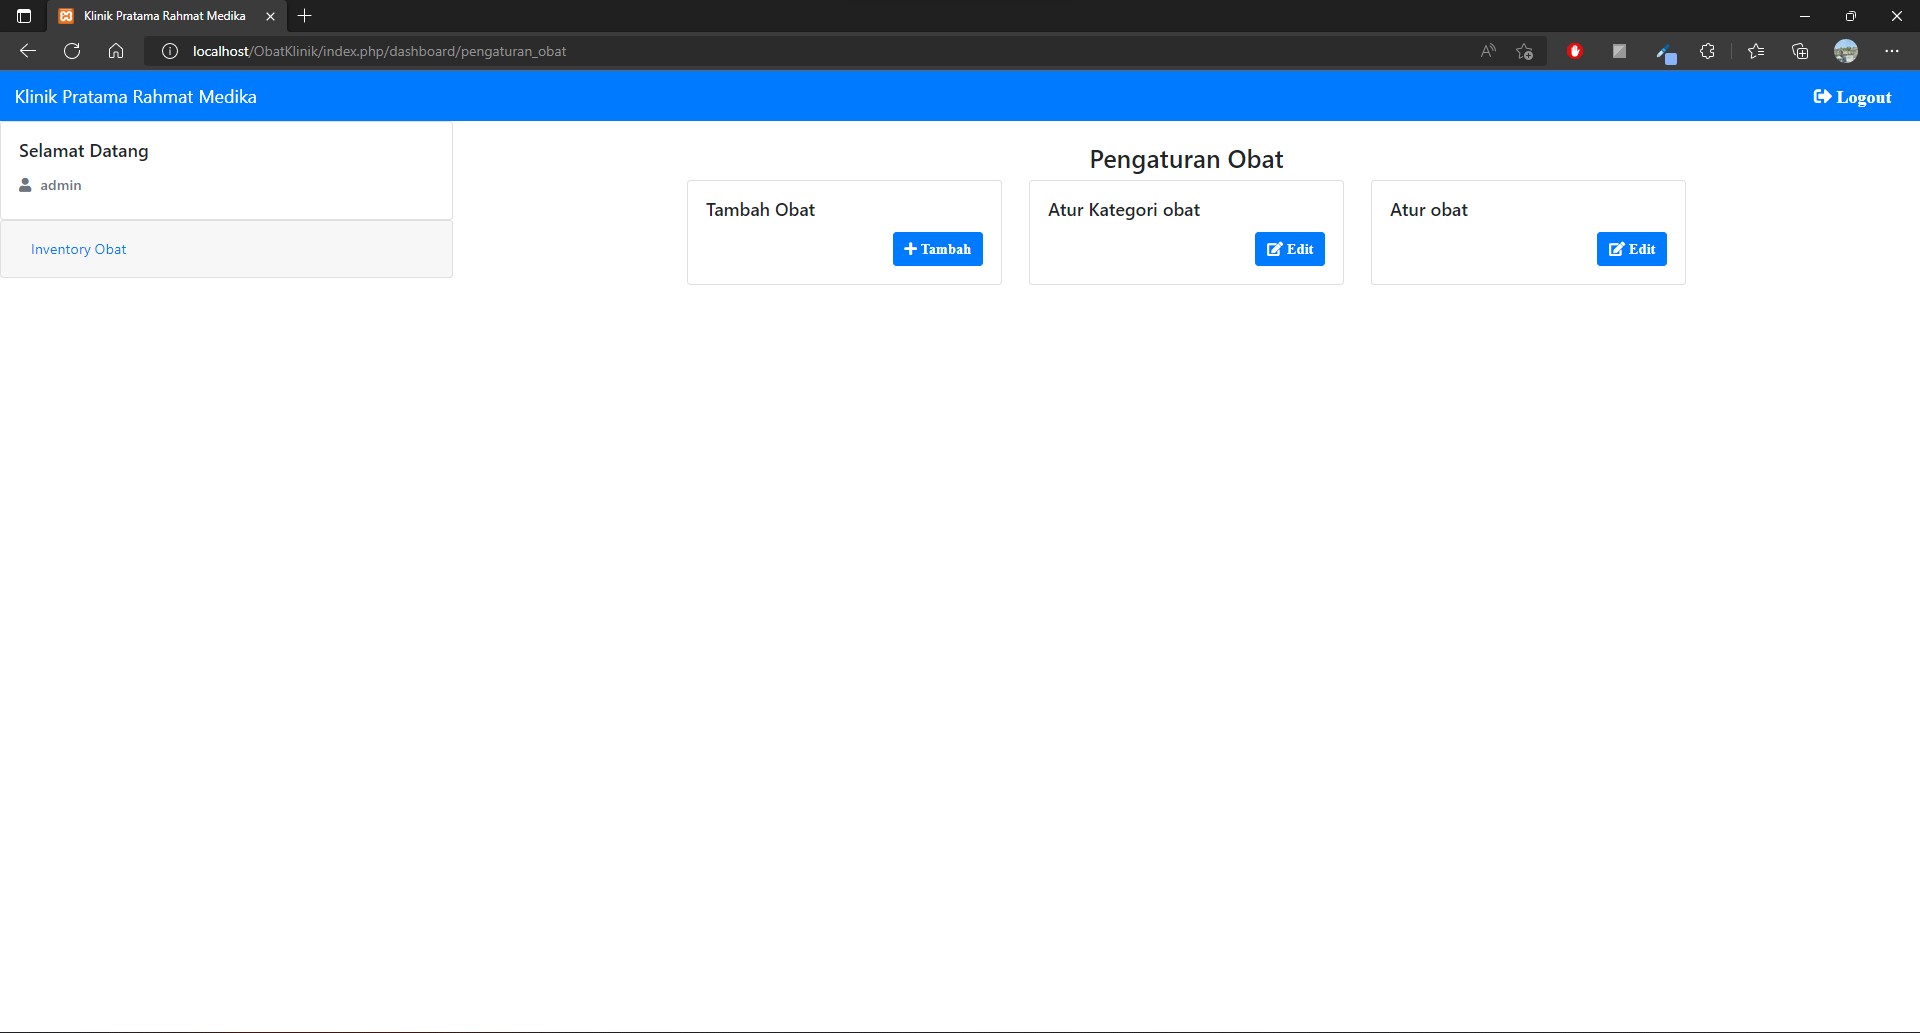 Klinik Pratama Rahmat Medika
localhost/ObatKlinik/index.php/dashboard/pengaturan_obat
Klinik Pratama Rahmat Medika
Logout
Selamat Datang
admin
Inventory Obat
Pengaturan Obat
Tambah Obat
Tambah
Atur Kategori obat
Edit
Atur obat
Edit